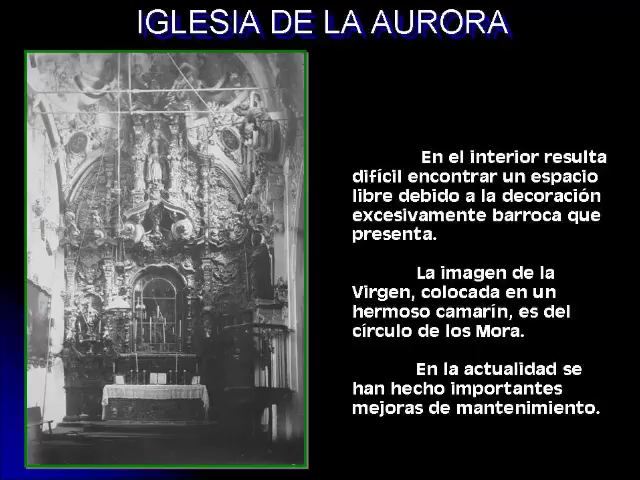 IGLESIA DE LA AURORA
En el interior resulta
difícil encontrar un espacio
libre debido a la decoración
excesivamente barroca que
presenta.
La imagen de la
Virgen, colocada en un
hermoso camarín, es del
círculo de los Mora.
En la actualidad se
han hecho importantes
mejoras de mantenimiento.